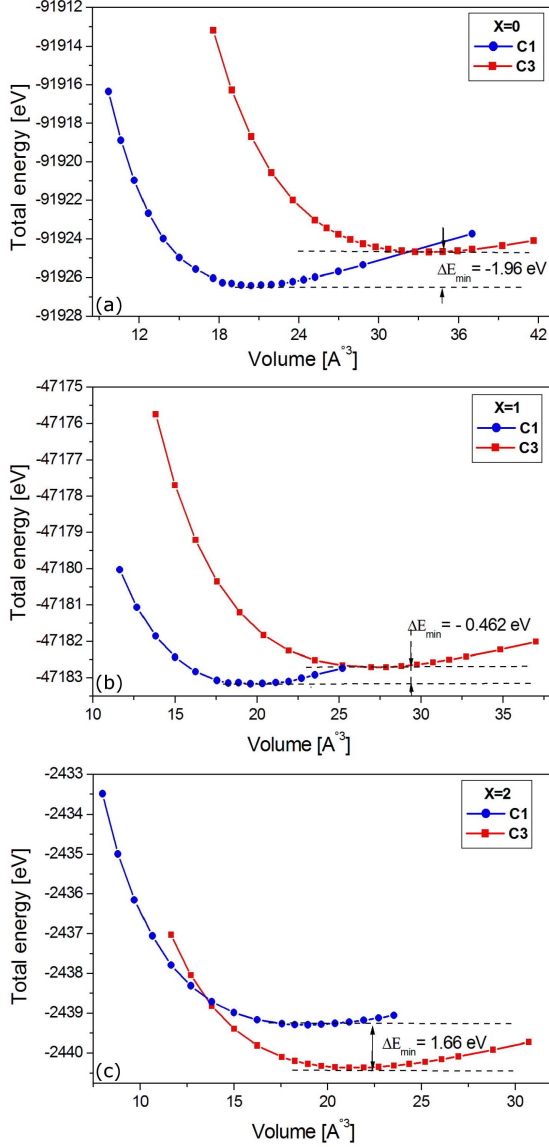 -91912
-91914
-91916
-91918
-91920
-91922
-91924
-91926
-91928
Total energy [eV]
X=0
C1
C3
ΔEmin = -1.96 eV
(a)
12 18 24 30 36 42
Volume [A°3]
-47175
-47176
-47178
-47179
-47180
-47181
-47182
-47183
Total energy [eV]
X=1
C1
C3
ΔEmin = - 0.462 eV
(b)
10 15 20 25 30 35
Volume [A°3]
-2433
-2434
-2435
-2436
-2437
-2438
-2439
-2440
Total energy [eV]
X=2
C1
C3
ΔEmin = 1.66 eV
(c)
10 15 20 25 30
Volume [A°3]